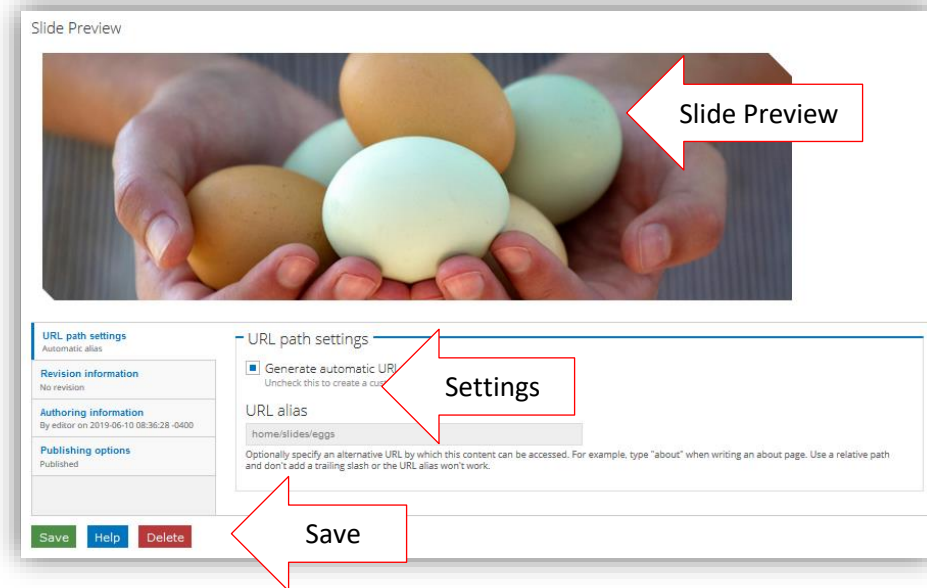 Slide Preview
Slide Preview
URL path settings
Automatic alias
Revision information
No revision
Authoring information
By editor on 2019-06-10 08:36:28 -0400
Publishing options
Published
URL path settings
Generate automatic URL
Uncheck this to create a
Settings
URL alias
home/slides/eggs
Optionally specify an alternative URL by which this content can be accessed. For example, type "about" when writing an about page. Use a relative path
and don't add a trailing slash or the URL alias won't work.
Save
Help
Delete
Save